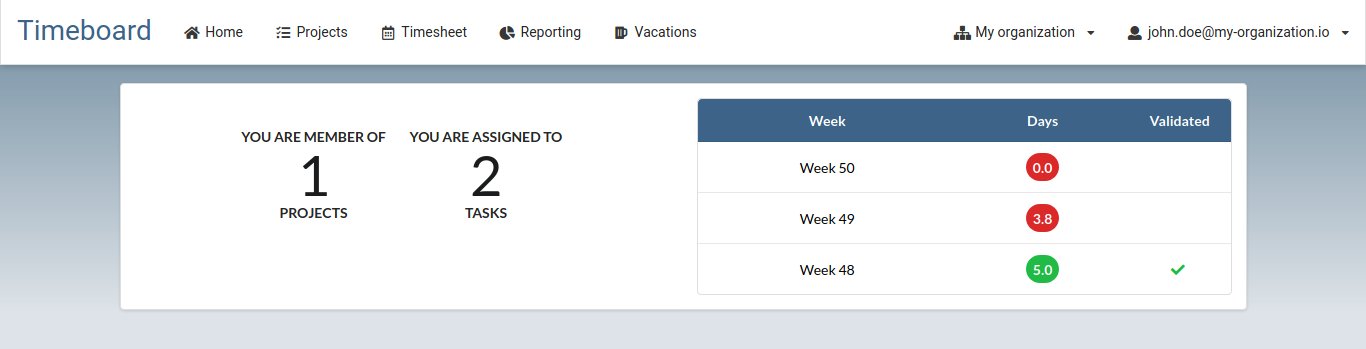 Timeboard Home Projects Timesheet Reporting Vacations My organization john.doe@my-organization.io
YOU ARE MEMBER OF
1
PROJECTS
YOU ARE ASSIGNED TO
2
TASKS
Week Days Validated
Week 50 0.0
Week 49 3.8
Week 48 5.0